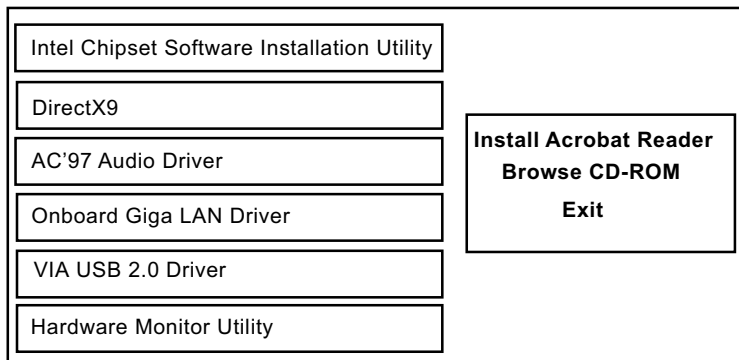 Intel Chipset Software Installation Utility
DirectX9
AC'97 Audio Driver
Onboard Giga LAN Driver
VIA USB 2.0 Driver
Hardware Monitor Utility
Install Acrobat Reader
Browse CD-ROM
Exit